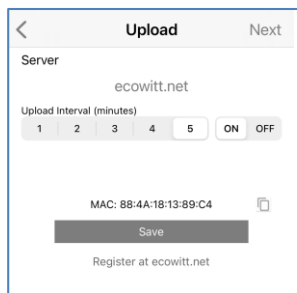 Upload Next
Server
ecowitt.net
Upload Interval (minutes)
1 2 3 4 5 ON OFF
MAC: 88:4A:18:13:89:C4
Save
Register at ecowitt.net